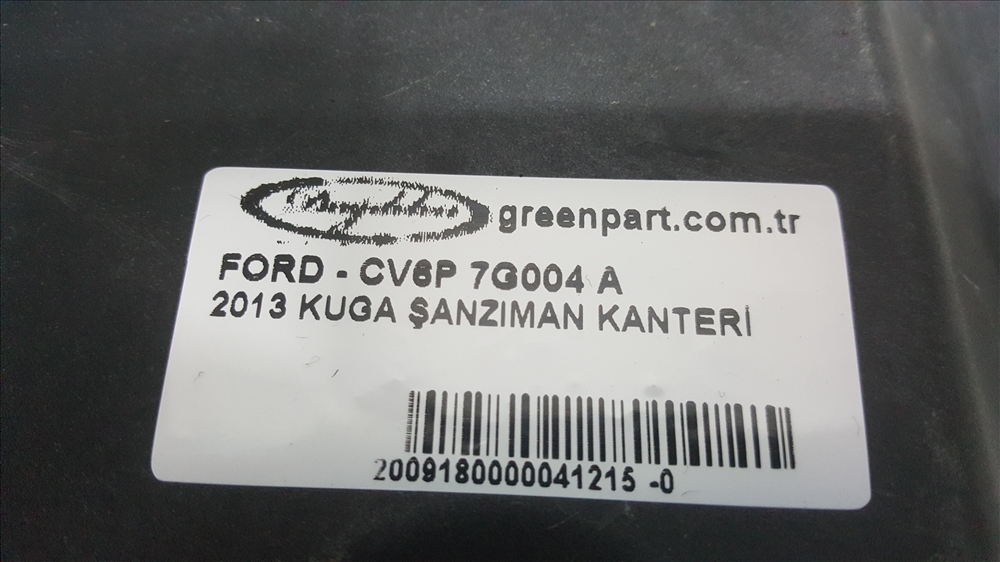 greenpart.com.tr
FORD - CV6P 7G004 A
2013 KUGA ŞANZIMAN KANTERİ
2009180000041215 -0